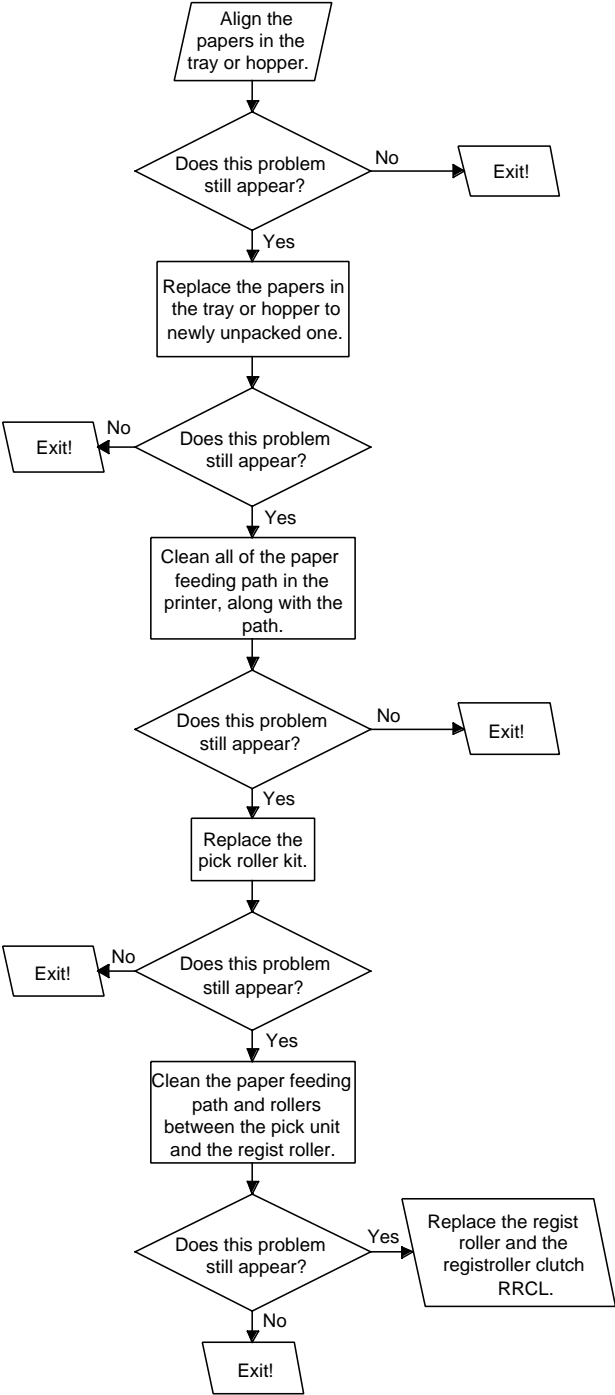 Align the
papers in the
tray or hopper.
Does this problem
still appear?
No
Exit!
Yes
Replace the papers in
the tray or hopper to
newly unpacked one.
No
Exit!
Does this problem
still appear?
Yes
Clean all of the paper
feeding path in the
printer, along with the
path.
Does this problem
still appear?
No
Exit!
Yes
Replace the
pick roller kit.
No
Exit!
Does this problem
still appear?
Yes
Clean the paper feeding
path and rollers
between the pick unit
and the regist roller.
Does this problem
still appear?
Yes
Replace the regist
roller and the
registroller clutch
RRCL.
No
Exit!